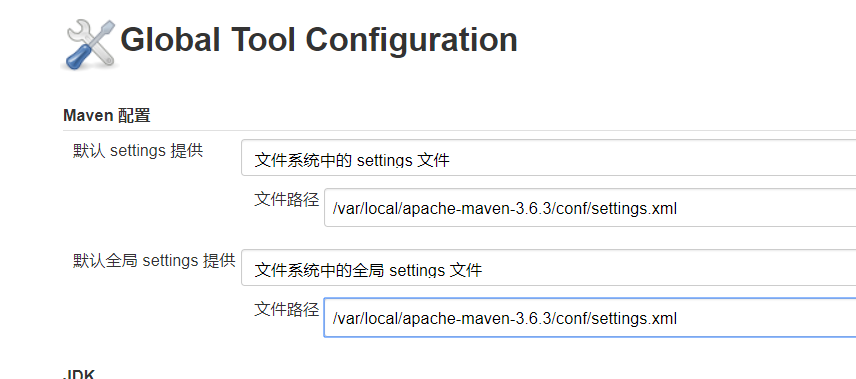 Global Tool Configuration
Maven 配置
默认 settings 提供
文件系统中的 settings 文件
文件路径
/var/local/apache-maven-3.6.3/conf/settings.xml
默认全局 settings 提供
文件系统中的全局 settings 文件
文件路径
/var/local/apache-maven-3.6.3/conf/settings.xml
JDK